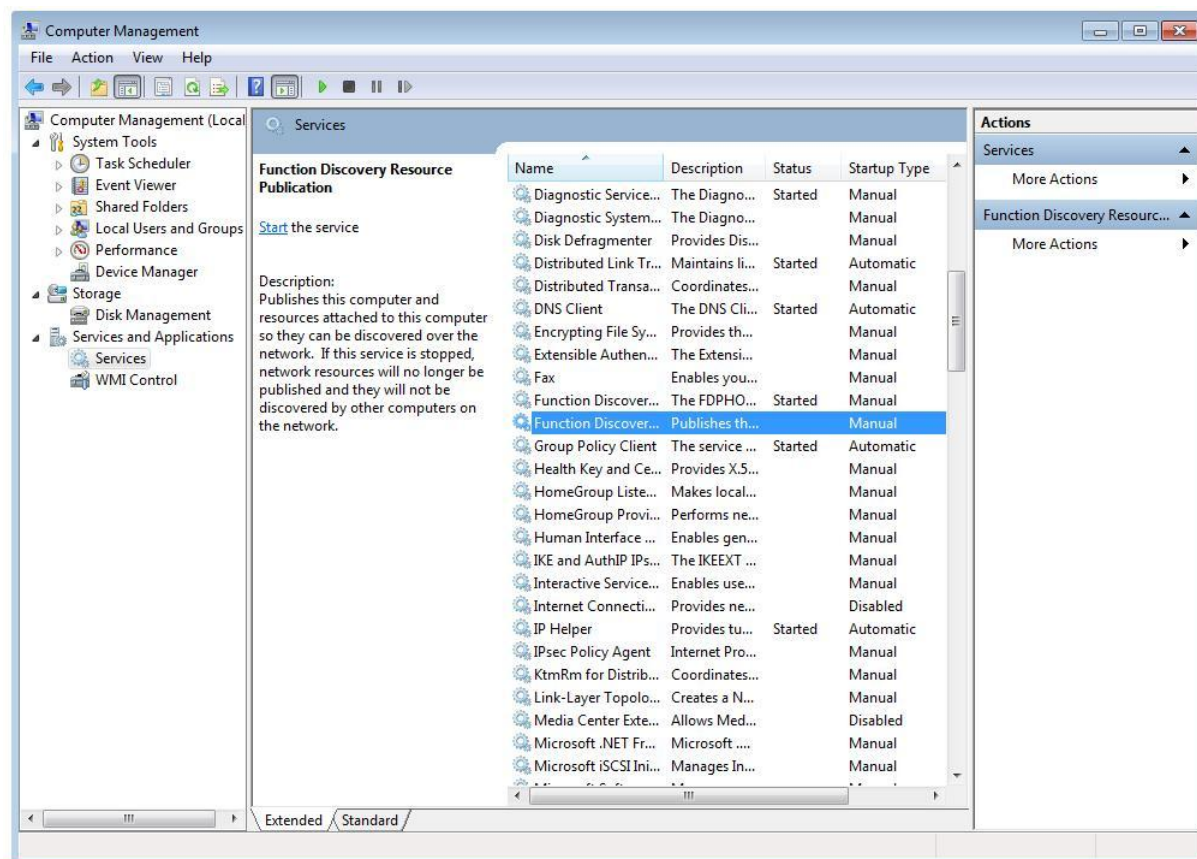 Computer Management
File Action View Help
Computer Management (Local
System Tools
Task Scheduler
Event Viewer
Shared Folders
Local Users and Groups
Performance
Device Manager
Storage
Disk Management
Services and Applications
Services
WMI Control
Services
Function Discovery Resource
Publication
Start the service
Description:
Publishes this computer and
resources attached to this computer
so they can be discovered over the
network. If this service is stopped,
network resources will no longer be
published and they will not be
discovered by other computers on
the network.
Name Description Status Startup Type
Diagnostic Service... The Diagno... Started Manual
Diagnostic System... The Diagno... Manual
Disk Defragmenter Provides Dis... Manual
Distributed Link Tr... Maintains li... Started Automatic
Distributed Transa... Coordinates... Manual
DNS Client The DNS Cli... Started Automatic
Encrypting File Sy... Provides th... Manual
Extensible Authen... The Extensi... Manual
Fax Enables you... Manual
Function Discover... The FDPHO... Started Manual
Function Discover... Publishes th... Manual
Group Policy Client The service ... Started Automatic
Health Key and Ce... Provides X.5... Manual
HomeGroup Liste... Makes local... Manual
HomeGroup Provi... Performs ne... Manual
Human Interface ... Enables gen... Manual
IKE and AuthIP IPs... The IKEEXT ... Manual
Interactive Service... Enables use... Manual
Internet Connecti... Provides ne... Disabled
IP Helper Provides tu... Started Automatic
IPsec Policy Agent Internet Pro... Manual
KtmRm for Distrib... Coordinates... Manual
Link-Layer Topolo... Creates a N... Manual
Media Center Exte... Allows Med... Disabled
Microsoft .NET Fr... Microsoft .... Manual
Microsoft iSCSI Ini... Manages In... Manual
Extended Standard
Actions
Services
More Actions
Function Discovery Resourc...
More Actions